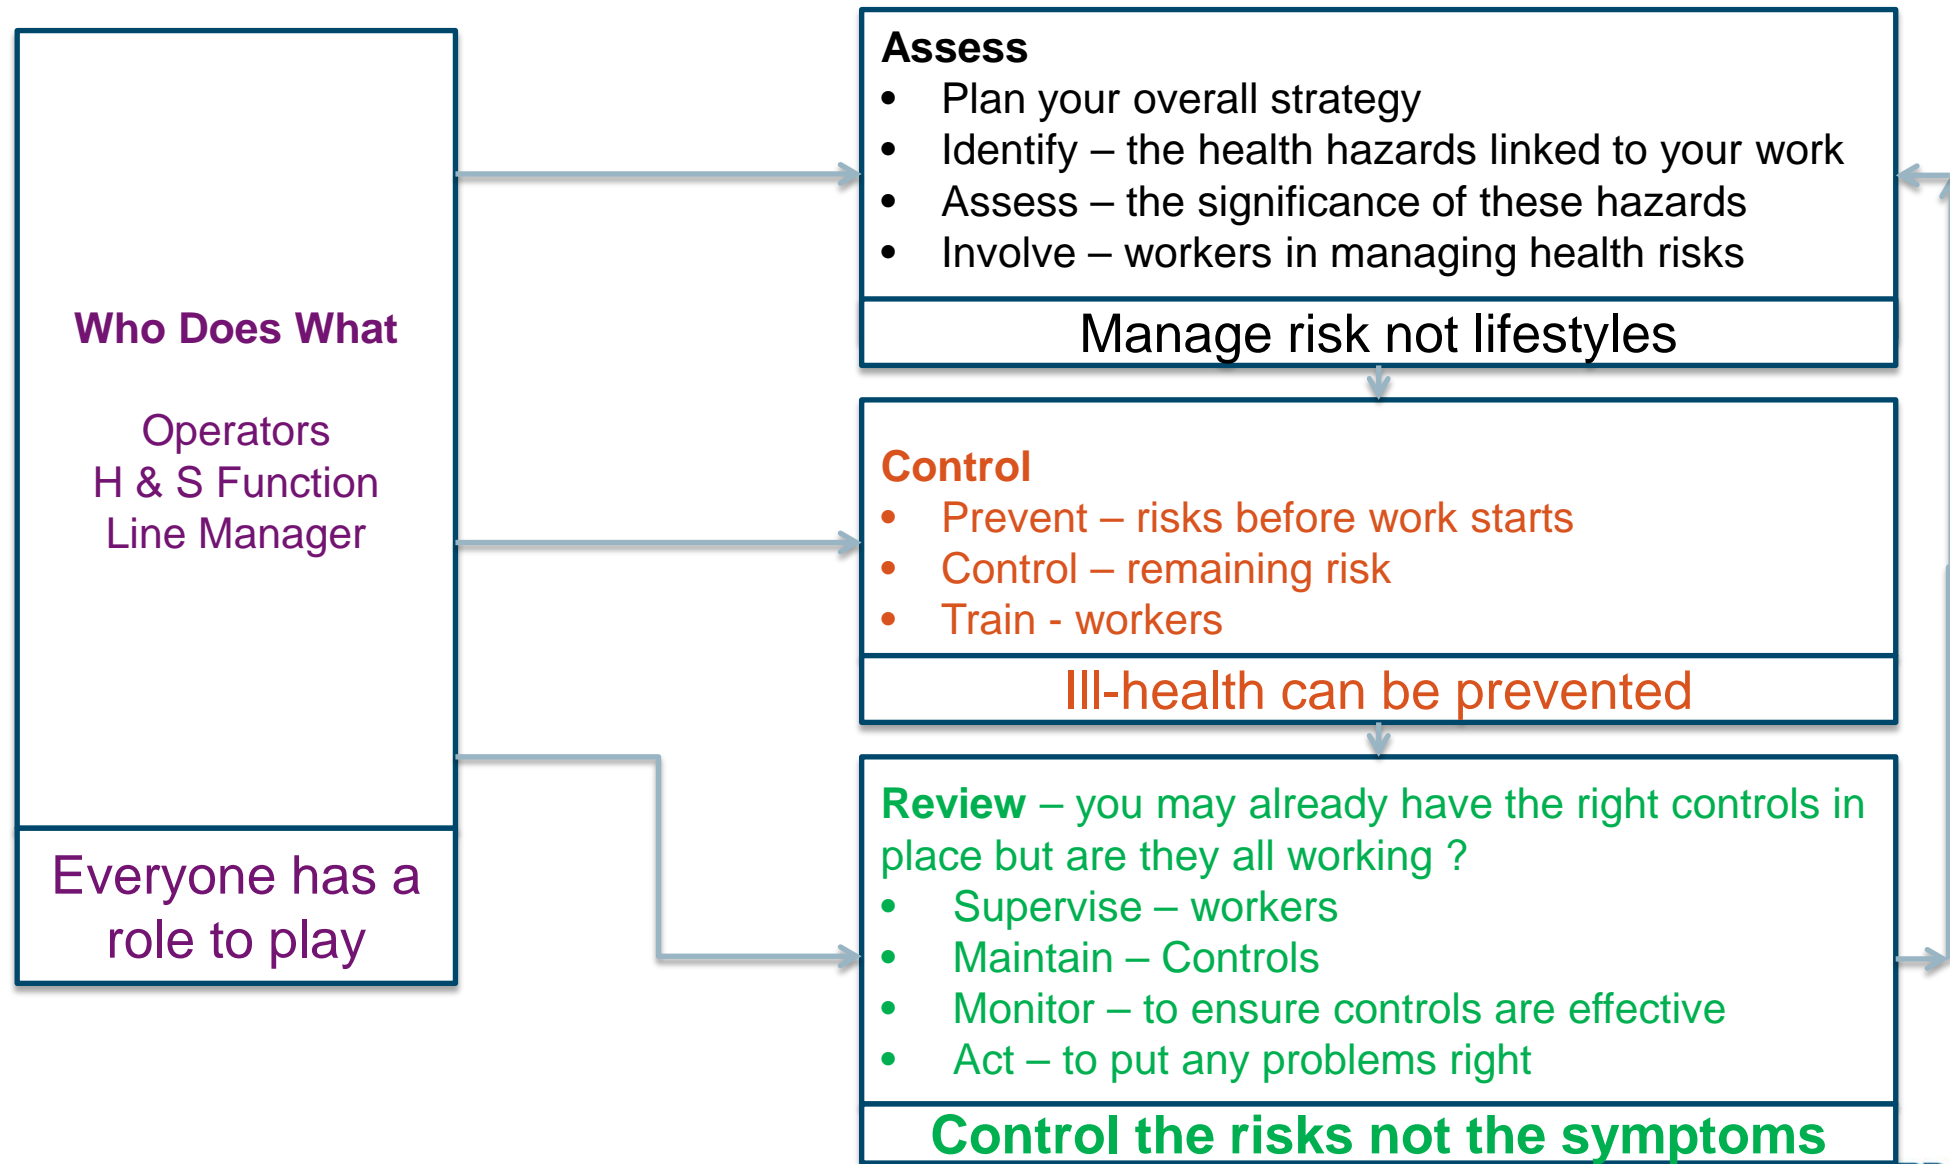 Who Does What
Operators
H & S Function
Line Manager
Everyone has a
role to play
Assess
• Plan your overall strategy
• Identify – the health hazards linked to your work
• Assess – the significance of these hazards
• Involve – workers in managing health risks
Manage risk not lifestyles
Control
• Prevent – risks before work starts
• Control – remaining risk
• Train - workers
Ill-health can be prevented
Review – you may already have the right controls in
place but are they all working ?
• Supervise – workers
• Maintain – Controls
• Monitor – to ensure controls are effective
• Act – to put any problems right
Control the risks not the symptoms